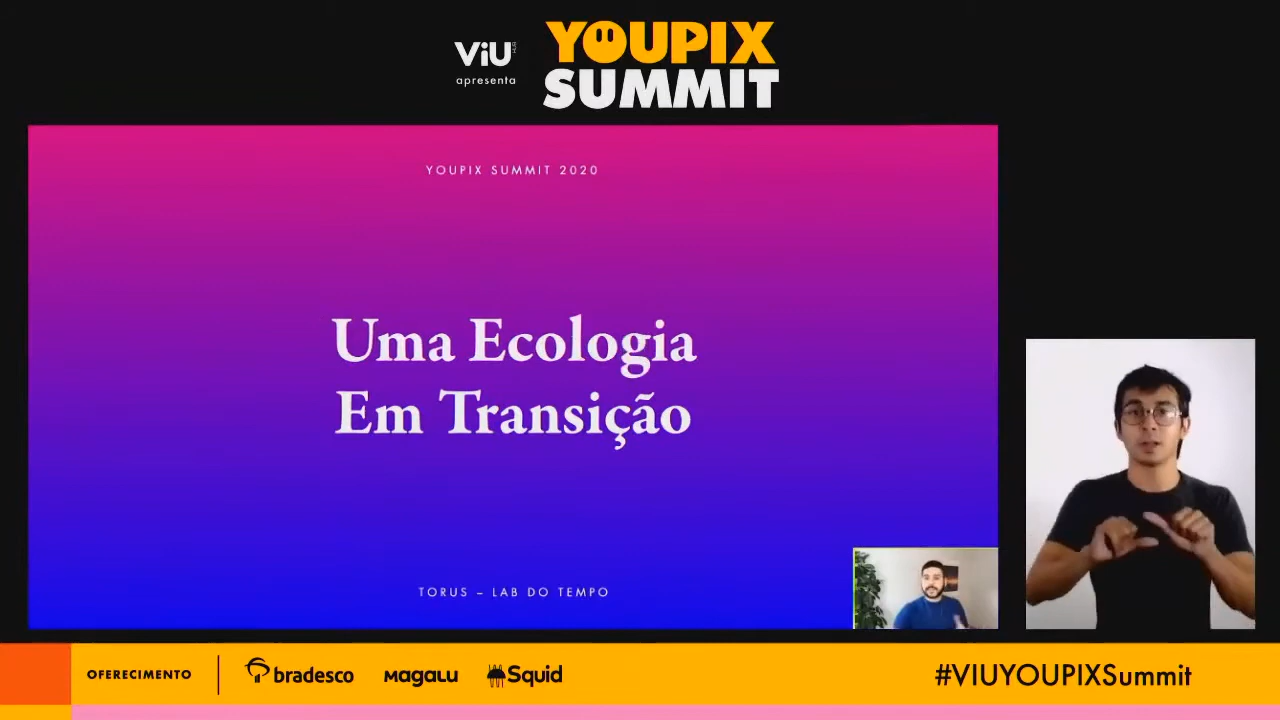 ViU HUB
apresenta
YOUPIX
SUMMIT
YOUPIX SUMMIT 2020
Uma Ecologia
Em Transição
TORUS – LAB DO TEMPO
OFERECIMENTO
bradesco
magalu
Squid
#VIUYOUPIXSummit